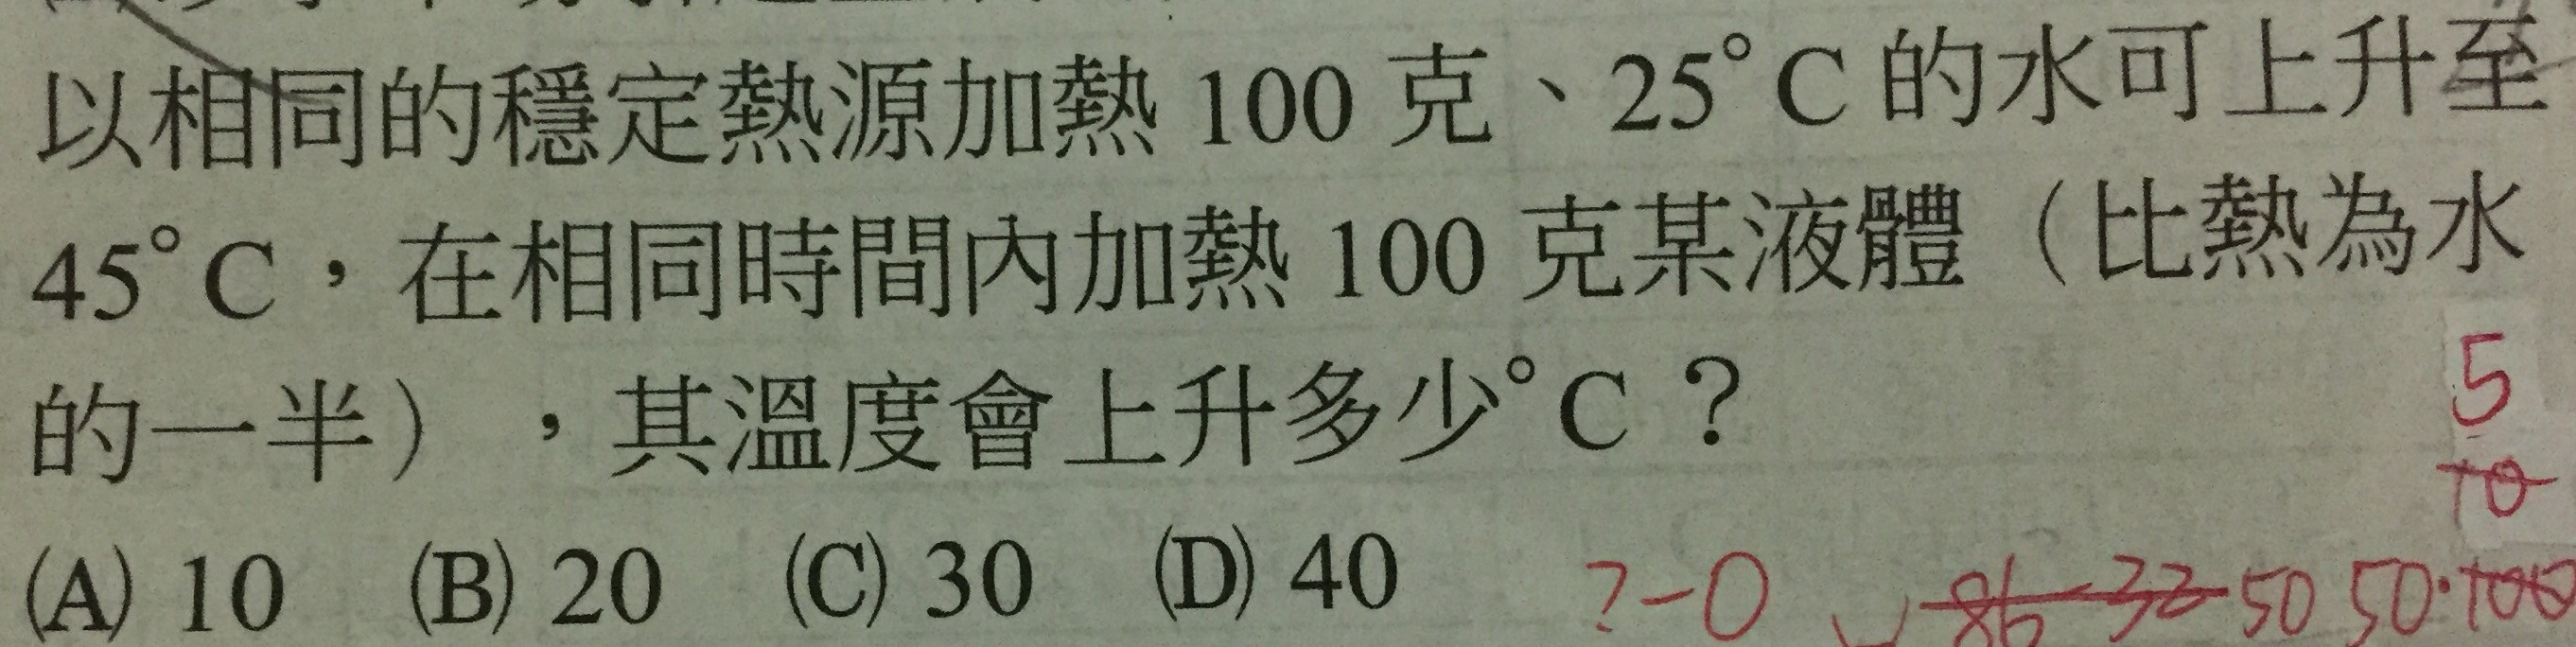 以相同的穩定熱源加熱 100 克、25°C 的水可上升至
45°C，在相同時間內加熱 100 克某液體（比熱為水
的一半），其溫度會上升多少°C？
5
10
(A) 10 (B) 20 (C) 30 (D) 40
?-0 86-32 50 50·100